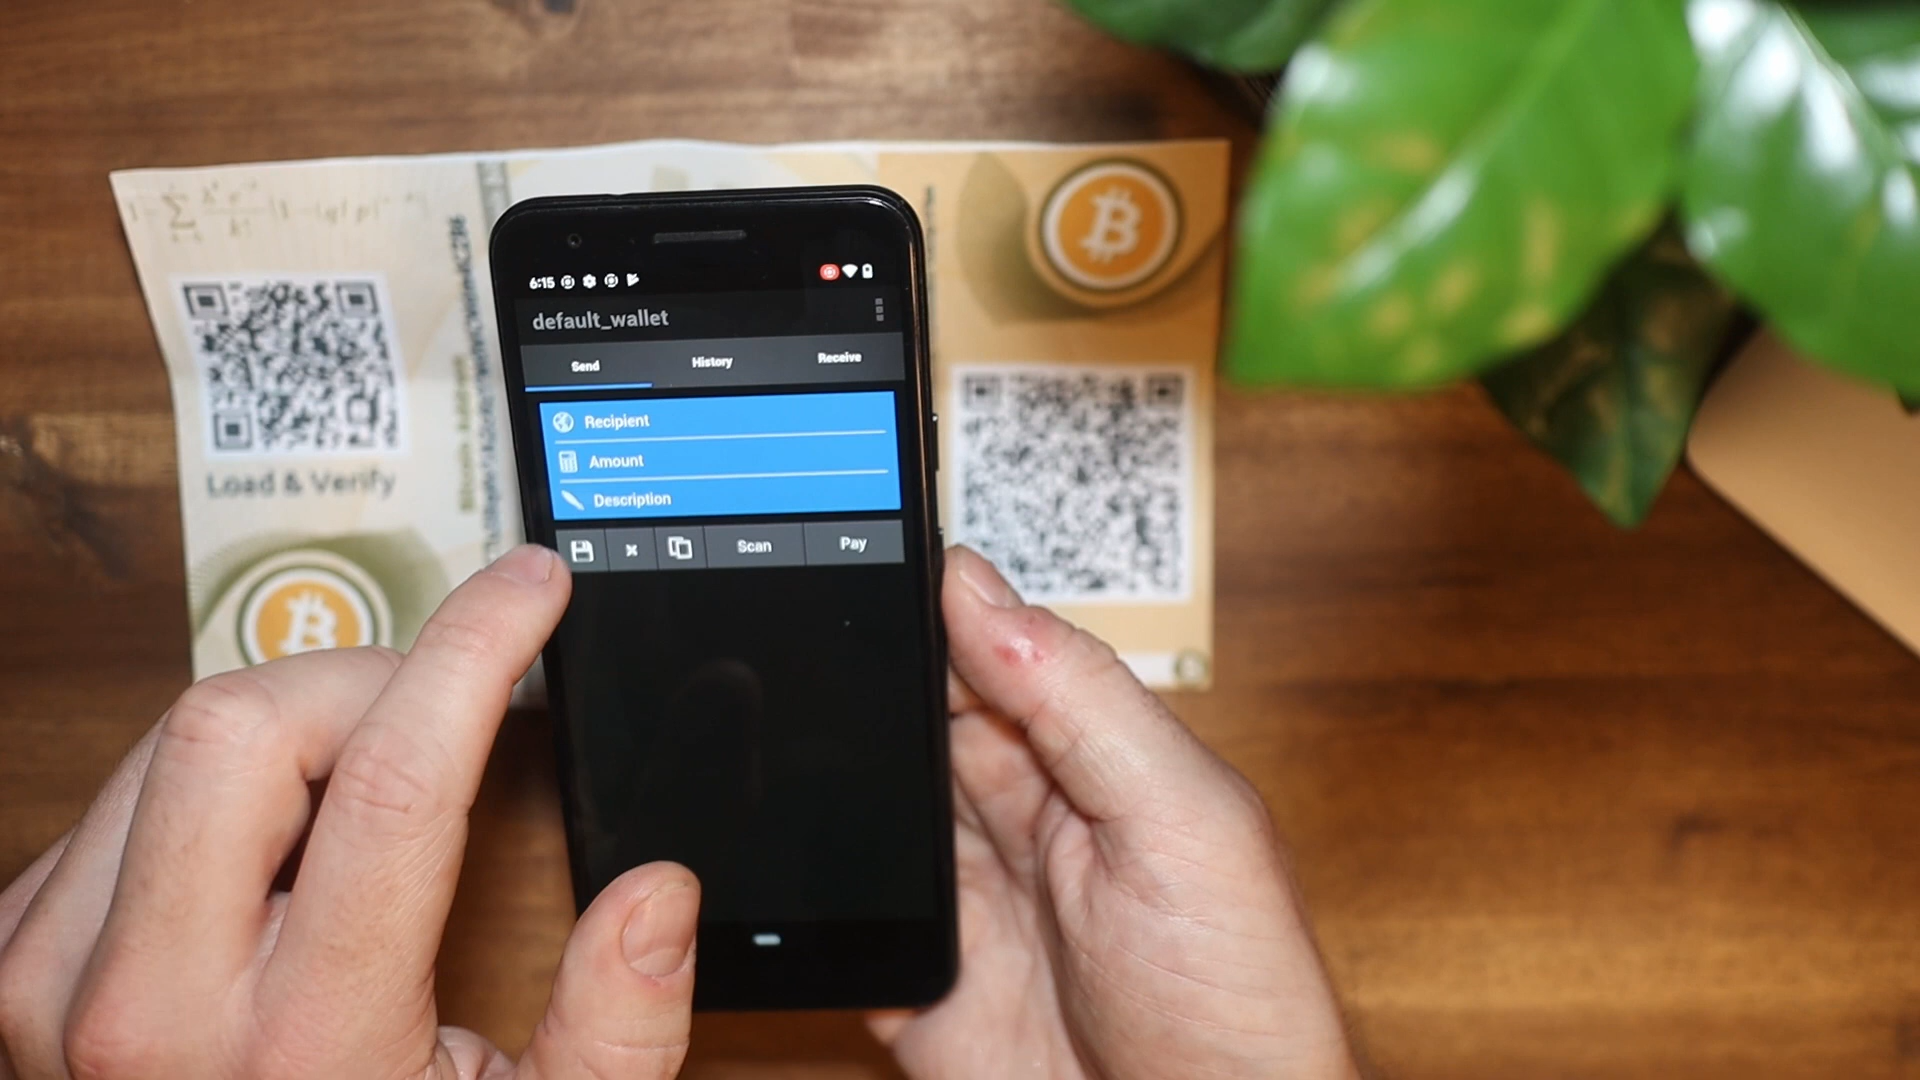 6:15
default_wallet
Send History Receive
Recipient
Amount
Description
Scan Pay
Load & Verify